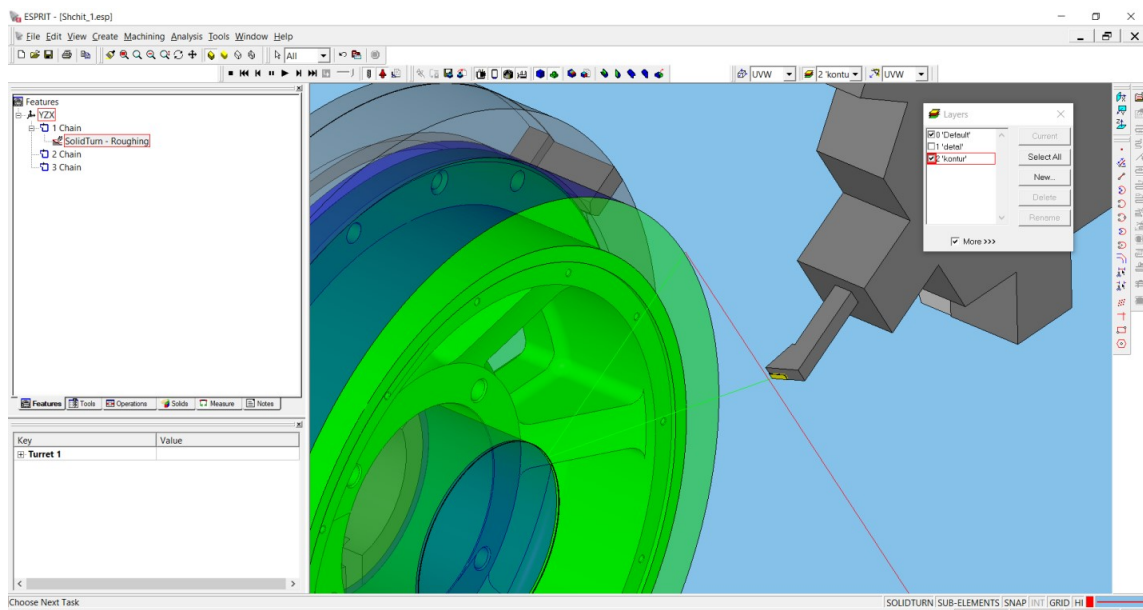 ESPRIT - [Shchit_1.esp]
File Edit View Create Machining Analysis Tools Window Help
All
UVW 2 'kontu UVW
Features
YZX
1 Chain
SolidTurn - Roughing
2 Chain
3 Chain
Layers
0 'Default'
1 'detal'
2 'kontur'
Current
Select All
New...
Delete
Rename
More >>>
Features Tools Operations Solids Measure Notes
Key Value
Turret 1
Choose Next Task
SOLIDTURN SUB-ELEMENTS SNAP INT GRID HI